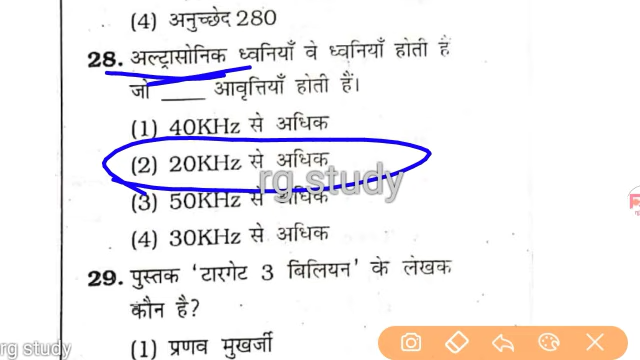 (4) अनुच्छेद 280
28. अल्ट्रासोनिक ध्वनियाँ वे ध्वनियाँ होती हैं
जो ____ आवृत्तियाँ होती हैं।
(1) 40KHz से अधिक
(2) 20KHz से अधिक
rg study
(3) 50KHz से अधिक
(4) 30KHz से अधिक
29. पुस्तक 'टारगेट 3 बिलियन' के लेखक
कौन है?
rg study
(1) प्रणव मुखर्जी